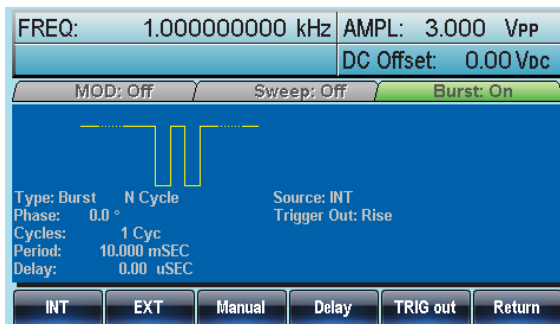 FREQ: 1.000000000 kHz AMPL: 3.000 VPP
DC Offset: 0.00 VDC
MOD: Off Sweep: Off Burst: On
Type: Burst N Cycle Source: INT
Phase: 0.0 ° Trigger Out: Rise
Cycles: 1 Cyc
Period: 10.000 mSEC
Delay: 0.00 uSEC
INT EXT Manual Delay TRIG out Return